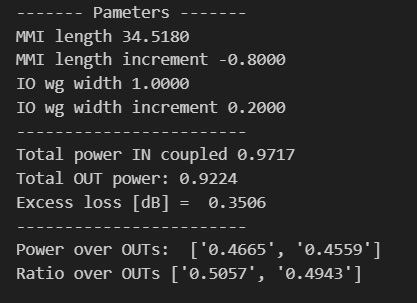 ------- Pameters -------
MMI length 34.5180
MMI length increment -0.8000
IO wg width 1.0000
IO wg width increment 0.2000
------------------------
Total power IN coupled 0.9717
Total OUT power: 0.9224
Excess loss [dB] =  0.3506
------------------------
Power over OUTs:  ['0.4665', '0.4559']
Ratio over OUTs ['0.5057', '0.4943']